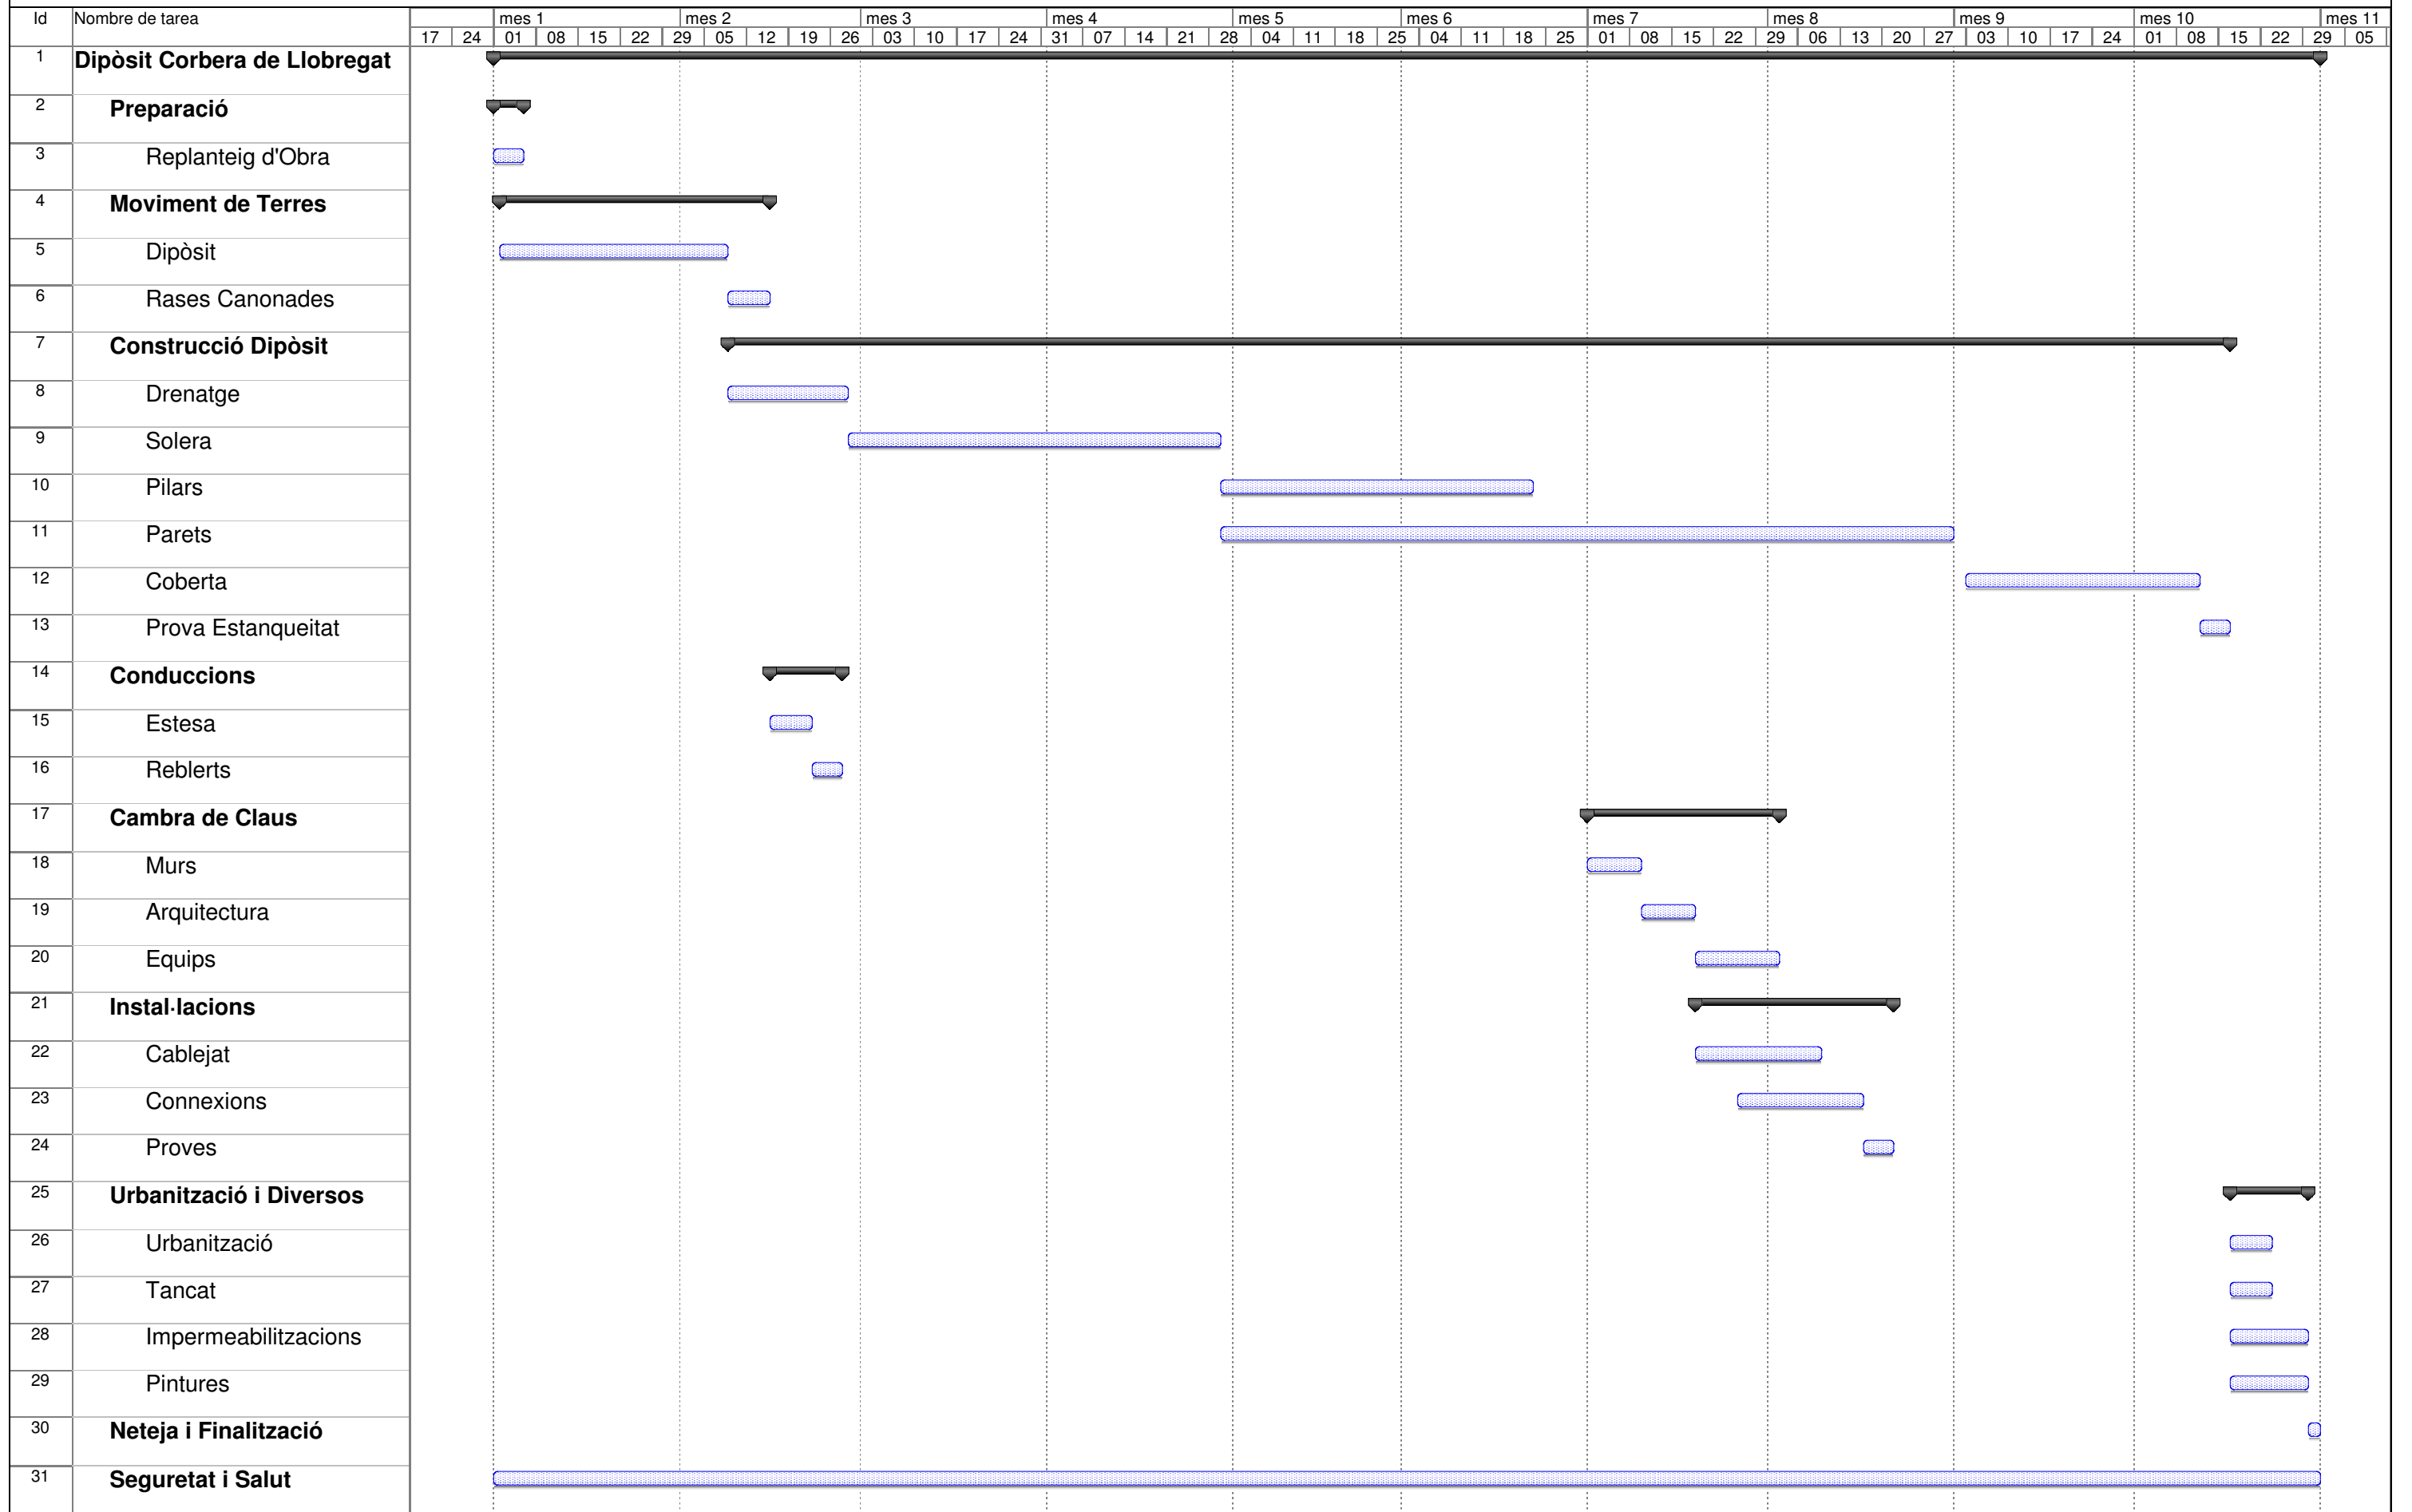 Id Nombre de tarea mes 1 mes 2 mes 3 mes 4 mes 5 mes 6 mes 7 mes 8 mes 9 mes 10 mes 11
17 24 01 08 15 22 29 05 12 19 26 03 10 17 24 31 07 14 21 28 04 11 18 25 04 11 18 25 01 08 15 22 29 06 13 20 27 03 10 17 24 01 08 15 22 29 05
1 Dipòsit Corbera de Llobregat
2 Preparació
3 Replanteig d'Obra
4 Moviment de Terres
5 Dipòsit
6 Rases Canonades
7 Construcció Dipòsit
8 Drenatge
9 Solera
10 Pilars
11 Parets
12 Coberta
13 Prova Estanqueitat
14 Conduccions
15 Estesa
16 Reblerts
17 Cambra de Claus
18 Murs
19 Arquitectura
20 Equips
21 Instal·lacions
22 Cablejat
23 Connexions
24 Proves
25 Urbanització i Diversos
26 Urbanització
27 Tancat
28 Impermeabilitzacions
29 Pintures
30 Neteja i Finalització
31 Seguretat i Salut